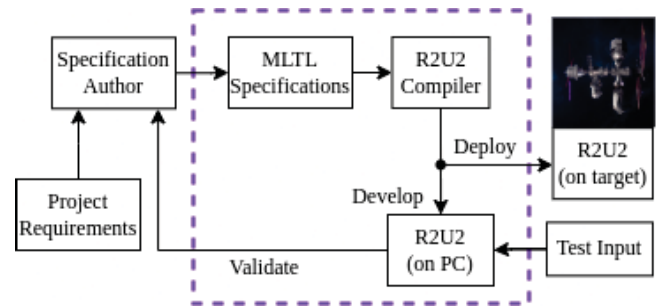 Specification
Author
MLTL
Specifications
R2U2
Compiler
Deploy
R2U2
(on target)
Develop
Project
Requirements
R2U2
(on PC)
Test Input
Validate